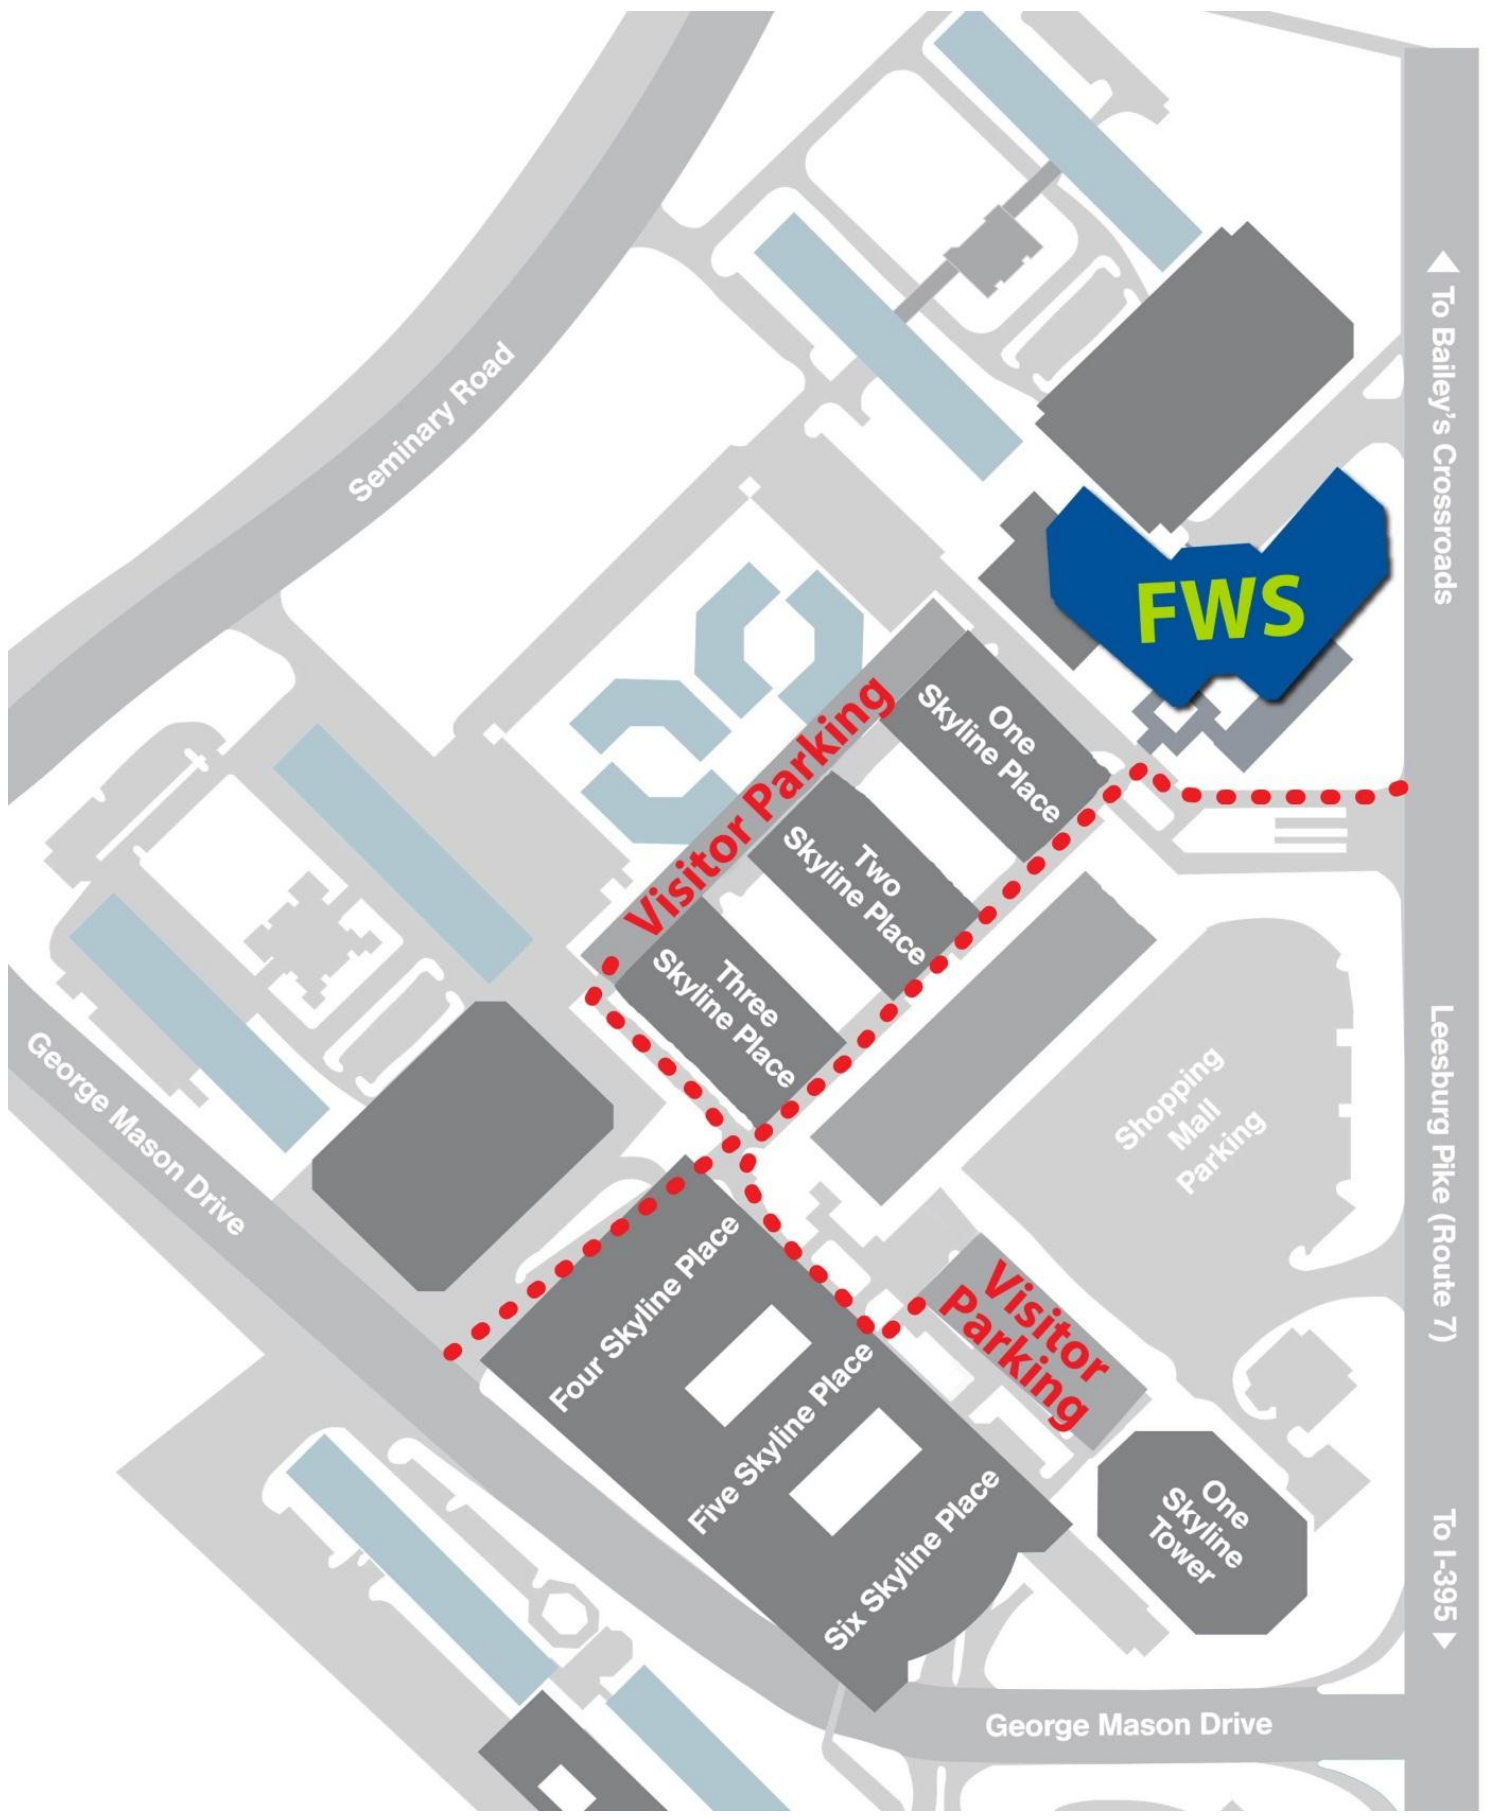 To Bailey's Crossroads
Seminary Road
FWS
One
Skyline Place
Visitor Parking
Two
Skyline Place
Three
Skyline Place
Leesburg Pike (Route 7)
Shopping
Mall
Parking
George Mason Drive
Four Skyline Place
Visitor
Parking
Five Skyline Place
Six Skyline Place
One
Skyline
Tower
To I-395
George Mason Drive